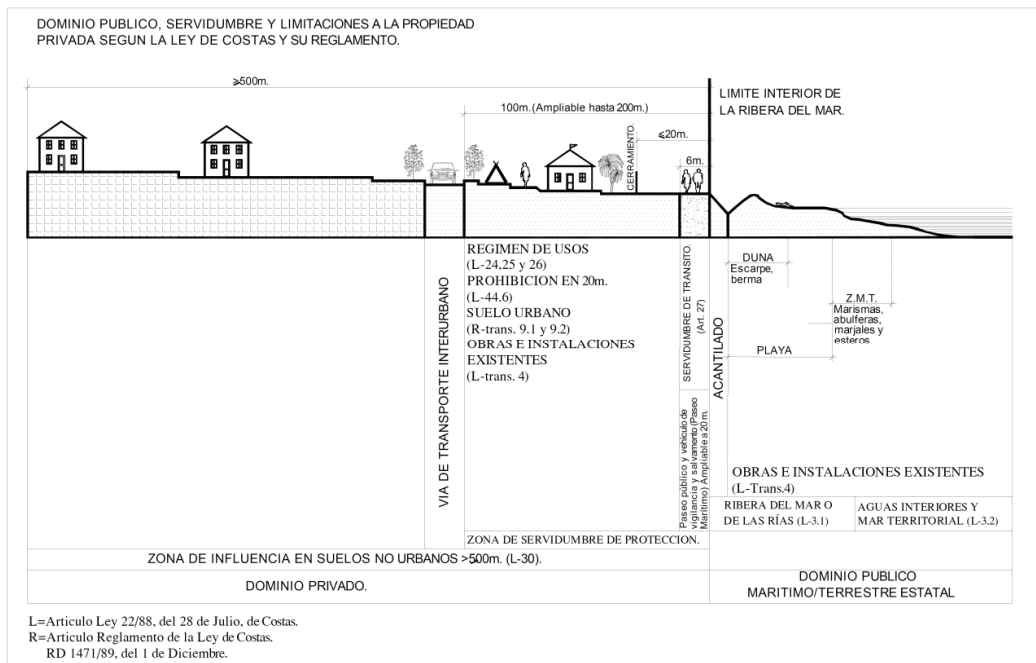 DOMINIO PUBLICO, SERVIDUMBRE Y LIMITACIONES A LA PROPIEDAD
PRIVADA SEGUN LA LEY DE COSTAS Y SU REGLAMENTO.
≥500m.
LIMITE INTERIOR DE
LA RIBERA DEL MAR.
100m.(Ampliable hasta 200m.)
≤20m.
CERRAMIENTO.
6m.
REGIMEN DE USOS
(L-24,25 y 26)
PROHIBICION EN 20m.
(L-44.6)
SUELO URBANO
(R-trans. 9.1 y 9.2)
OBRAS E INSTALACIONES
EXISTENTES
(L-trans. 4)
VIA DE TRANSPORTE INTERURBANO
SERVIDUMBRE DE TRANSITO.
(Art. 27)
Paseo público y vehículo de
vigilancia y salvamento (Paseo
Marítimo) Ampliable a 20 m.
ACANTILADO
DUNA
Escarpe,
berma
Z.M.T.
Marismas,
abulferas,
marjales y
esteros
PLAYA
OBRAS E INSTALACIONES EXISTENTES
(L-Trans.4)
RIBERA DEL MAR O
DE LAS RÍAS (L-3.1)
AGUAS INTERIORES Y
MAR TERRITORIAL (L-3.2)
ZONA DE SERVIDUMBRE DE PROTECCION.
ZONA DE INFLUENCIA EN SUELOS NO URBANOS >500m. (L-30).
DOMINIO PRIVADO.
DOMINIO PUBLICO
MARITIMO/TERRESTRE ESTATAL
L=Articulo Ley 22/88, del 28 de Julio, de Costas.
R=Articulo Reglamento de la Ley de Costas.
RD 1471/89, del 1 de Diciembre.